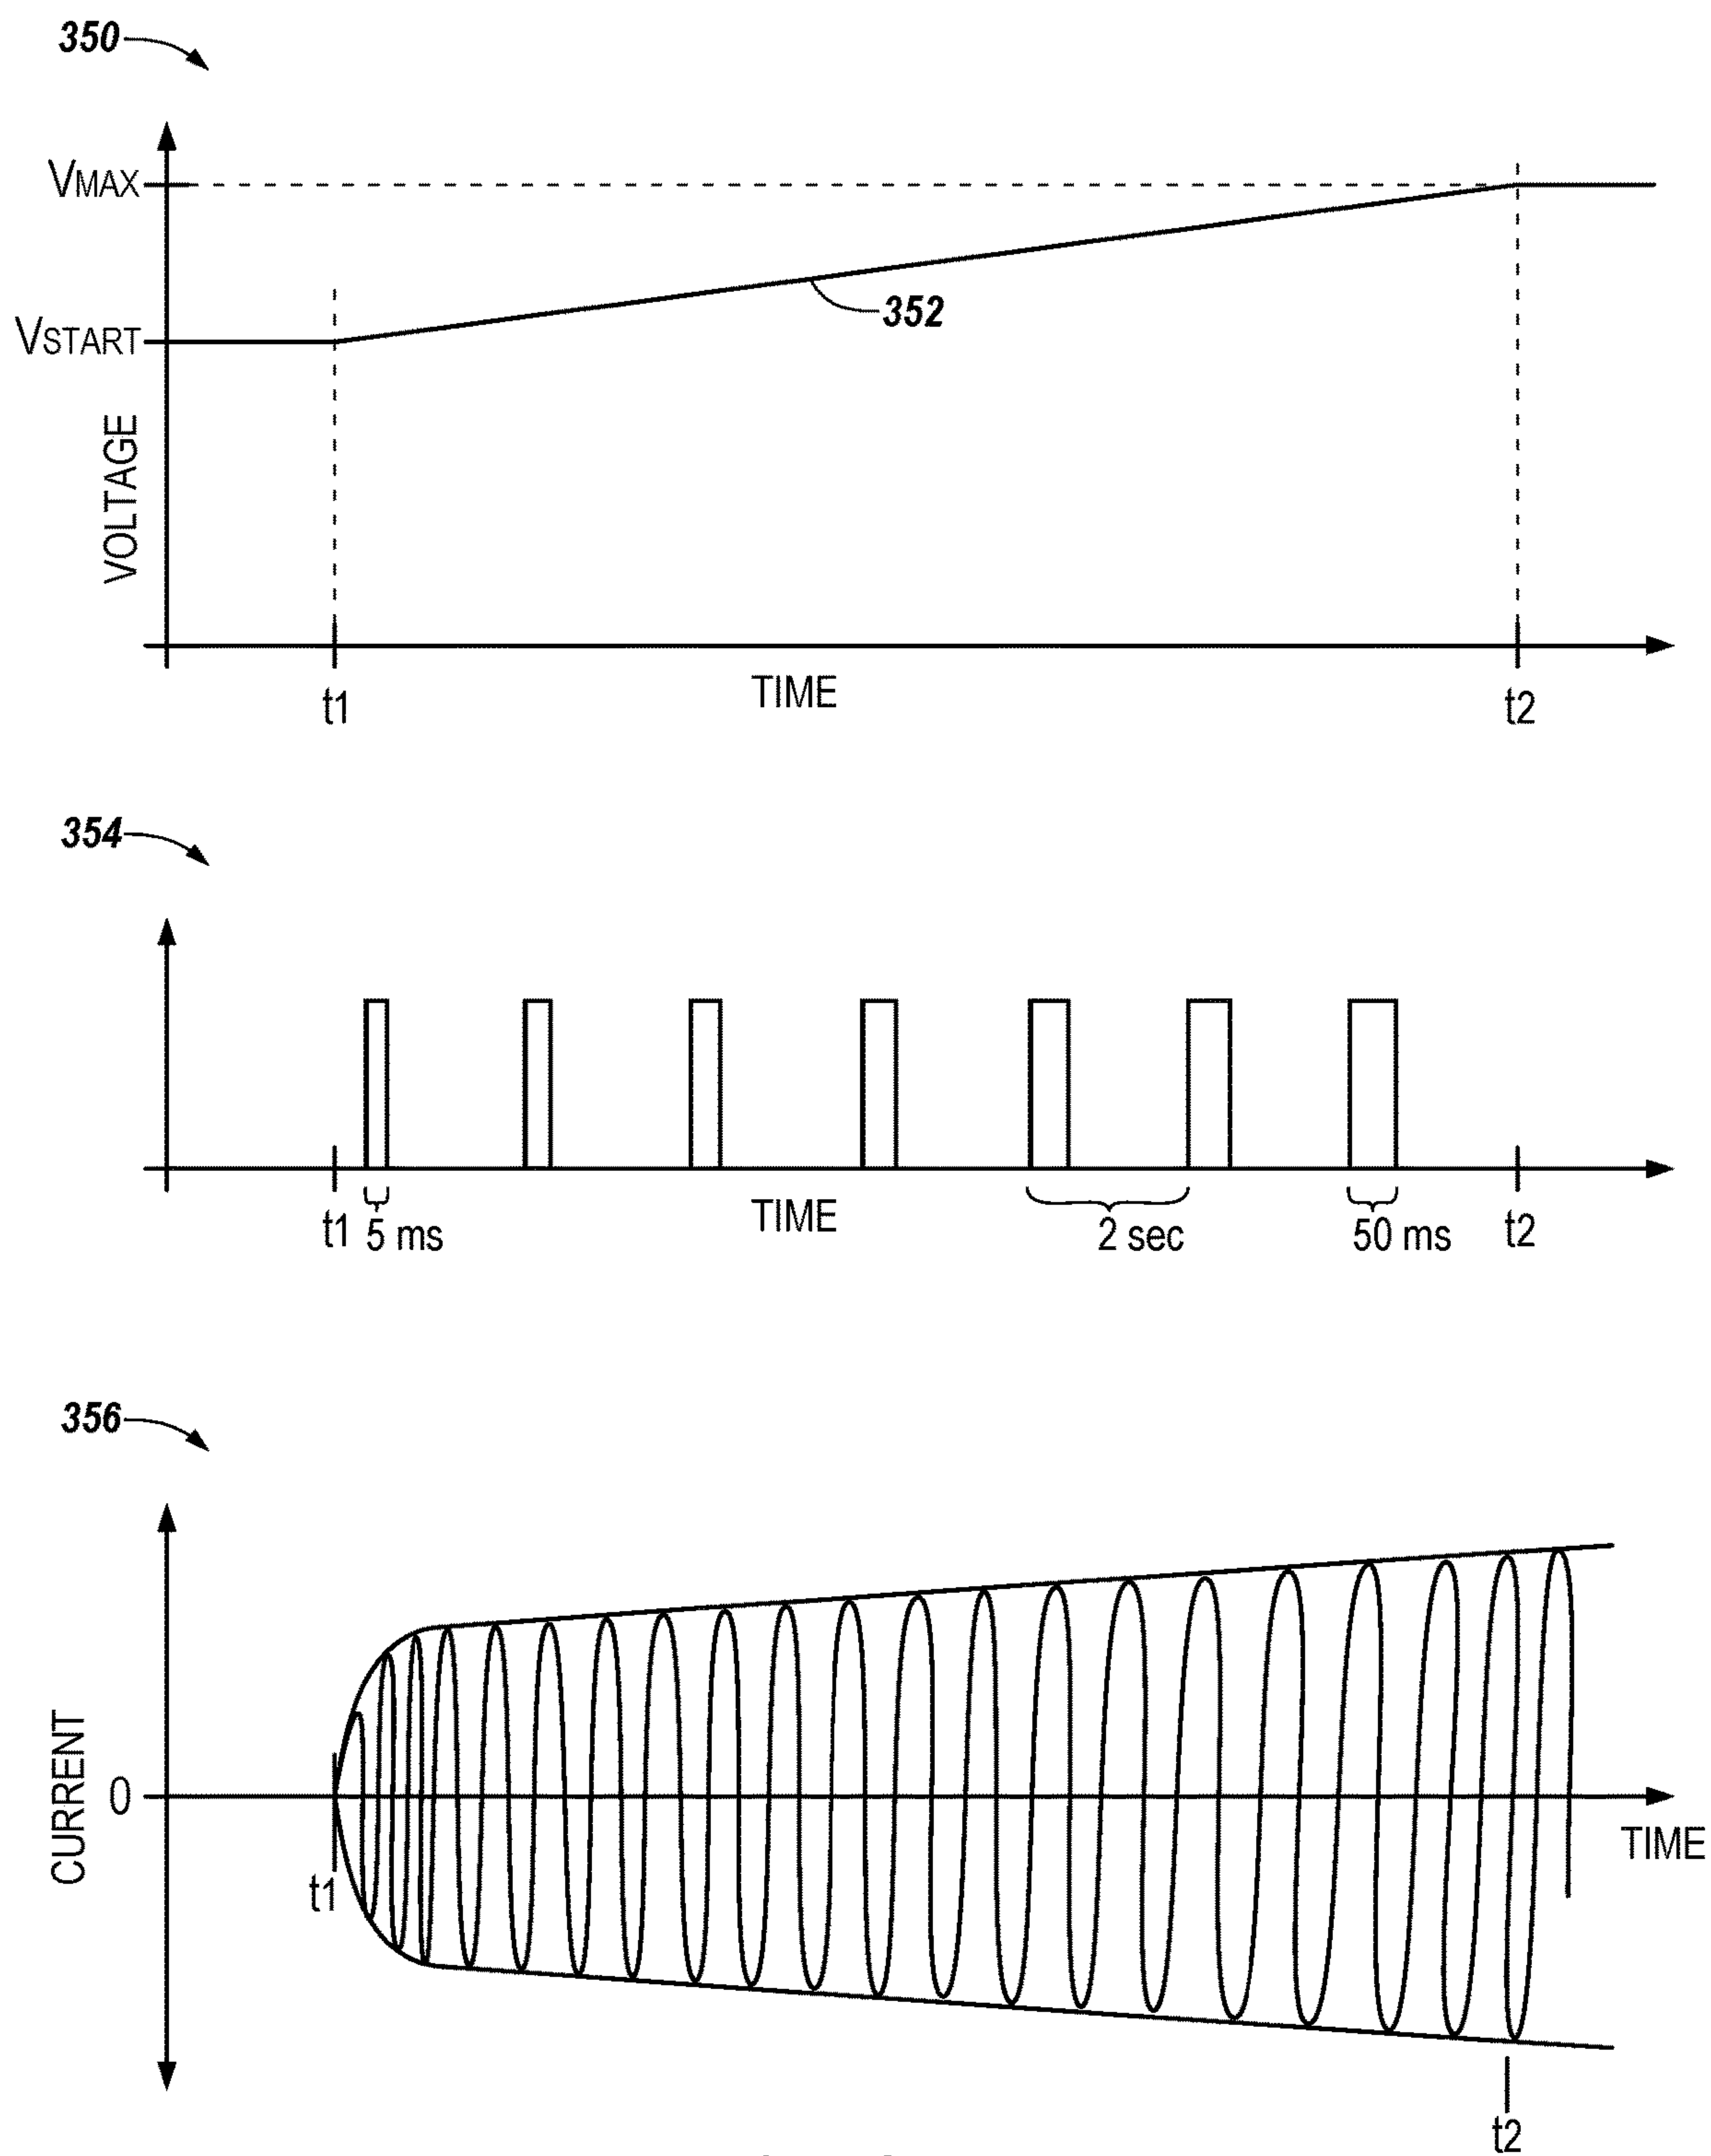 350
VMAX
352
VSTART
VOLTAGE
t1
TIME
t2
354
t1
5 ms
TIME
2 sec
50 ms
t2
356
CURRENT
0
TIME
t1
t2